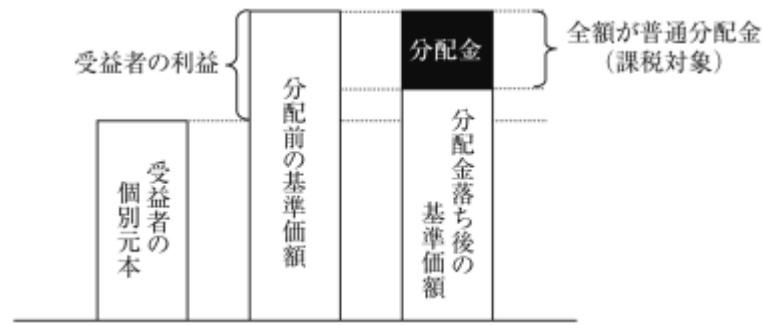 受益者の利益
分配金
全額が普通分配金
（課税対象）
受益者の
個別元本
分配前の基準価額
分配金落ち後の
基準価額